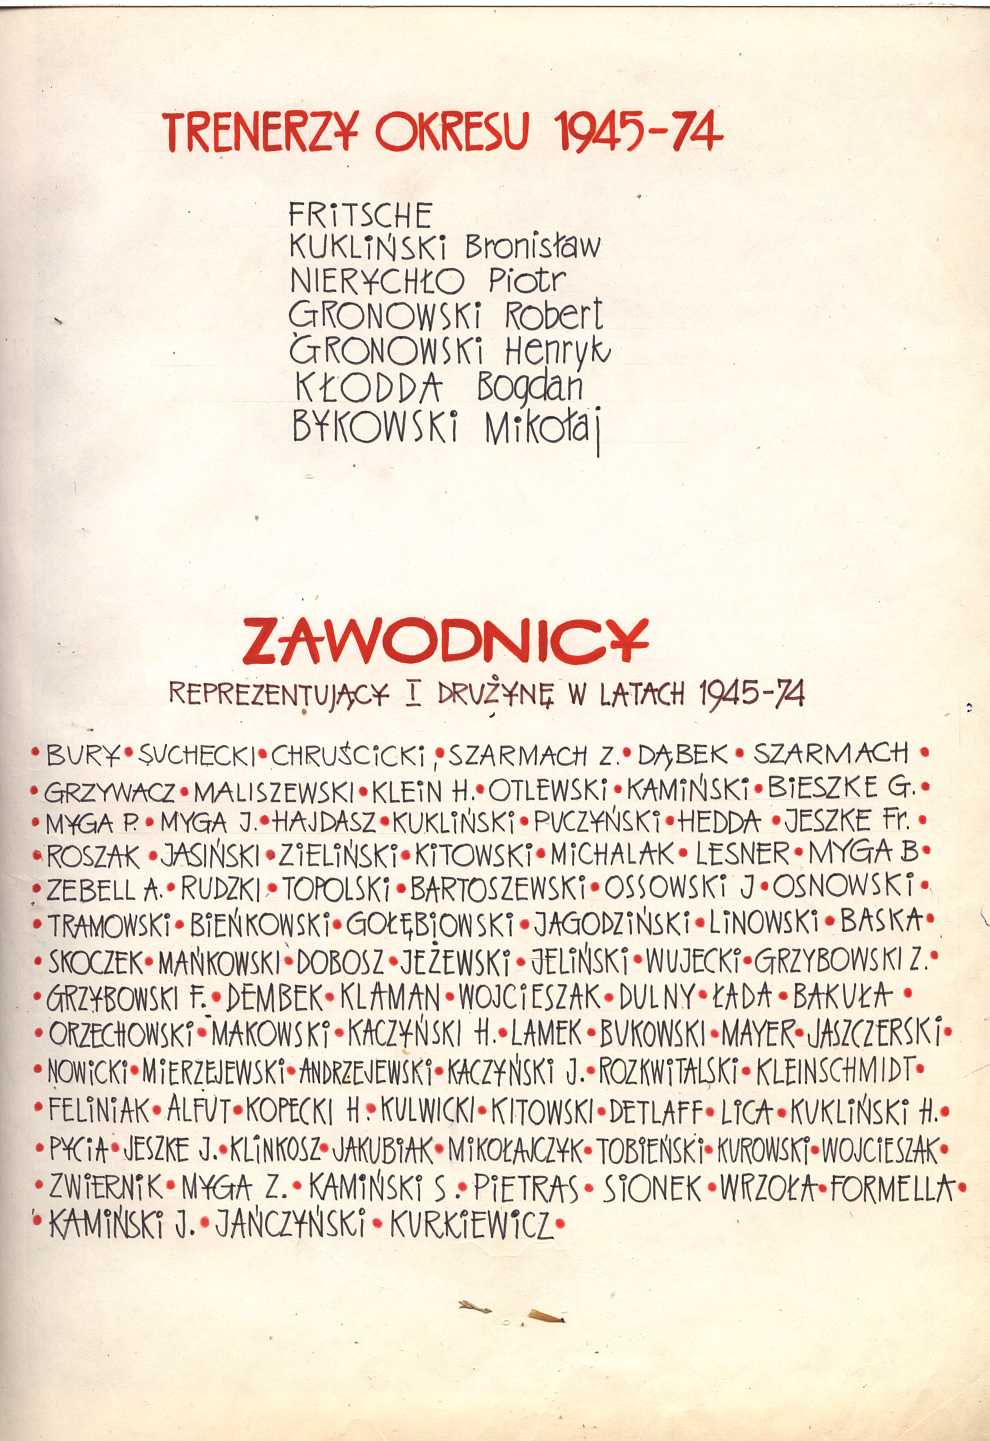 TRENERZY OKRESU 1945-74
FRiTSCHE
KUKLiŃSKi Bronisław
NIERYCHŁO Piotr
GRONOWSKi Robert
GRONOWSKi Henryk
KŁODDA Bogdan
BYKOWSKi Mikołaj
ZAWODNICY
REPREZENTUJĄCY I DRUŻYNĘ W LATACH 1945-74
•BURY•SUCHECKI•CHRUŚCICKi•SZARMACH Z.•DĄBEK•SZARMACH•
•GRZYWACZ•MALISZEWSKI•KLEiN H.•OTLEWSKi•KAMiŃSKi•BiESZKE G.•
•MYGA P.•MYGA J.•HAJDASZ•KUKLiŃSKi•PUCZYŃSKi•HEDDA•JESZKE Fr.•
•ROSZAK•JASIŃSKI•ZiELiŃSKi•KiTOWSKi•MiCHALAK•LESNER•MYGA B•
•ZEBELL A.•RUDZKI•TOPOLSKi•BARTOSZEWSKi•OSSOWSKi J•OSNOWSKi•
•TRAMOWSKi•BiEŃKOWSKi•GOŁĘBiOWSKi•JAGODZiŃSKi•LiNOWSKi•BASKA•
•SKOCZEK•MAŃKOWSKI•DOBOSZ•JEŻEWSKi•JELiŃSKi•WUJECKi•GRZYBOWSKI Z.•
•GRZYBOWSKI F.•DEMBEK•KLAMAN•WOJCiESZAK•DULNY•ŁADA•BAKUŁA•
•ORZECHOWSKi•MAKOWSKi•KACZYŃSKI H.•LAMEK•BUKOWSKI•MAYER•JASZCZERSKi•
•NOWiCKi•MiERZEJEWSKi•ANDRZEJEWSKi•KACZYŃSKi J.•ROZKWiTALSKi•KLEINSCHMIDT•
•FELiNiAK•ALFUT•KOPECKI H.•KULWICKI•KITOWSKI•DETLAFF•LICA•KUKLIŃSKI H.•
•PYCiA•JESZKE J.•KLiNKOSZ•JAKUBiAK•MiKOŁAJCZYK•TOBIEŃSKi•KUROWSKi•WOJCIESZAK•
•ZWiERNiK•MYGA Z.•KAMiŃSKI S.•PiETRAS•SiONEK•WRZOŁA•FORMELLA•
•KAMiŃSKi J.•JAŃCZYŃSKi•KURKiEWICZ•